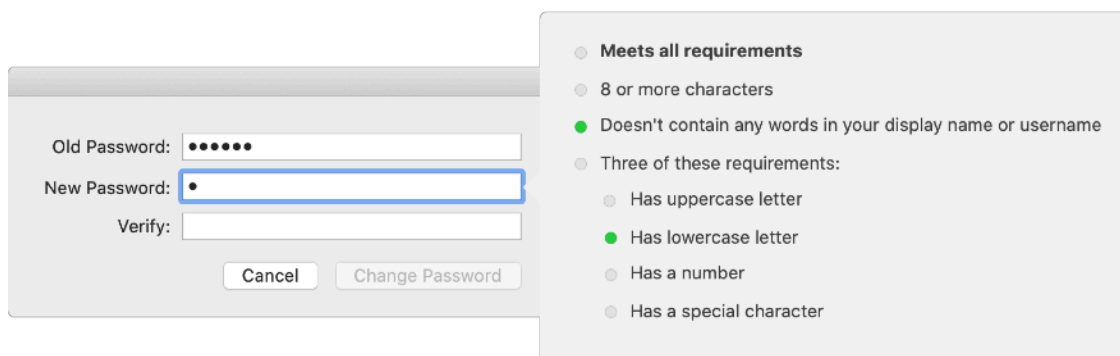 Old Password: ••••••
New Password: •
Verify:
Cancel
Change Password
Meets all requirements
8 or more characters
Doesn't contain any words in your display name or username
Three of these requirements:
Has uppercase letter
Has lowercase letter
Has a number
Has a special character